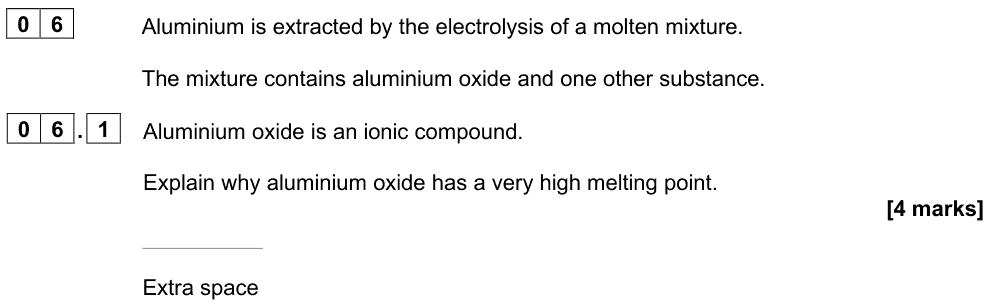 0 6 Aluminium is extracted by the electrolysis of a molten mixture.
The mixture contains aluminium oxide and one other substance.
0 6 . 1 Aluminium oxide is an ionic compound.
Explain why aluminium oxide has a very high melting point.
[4 marks]
Extra space